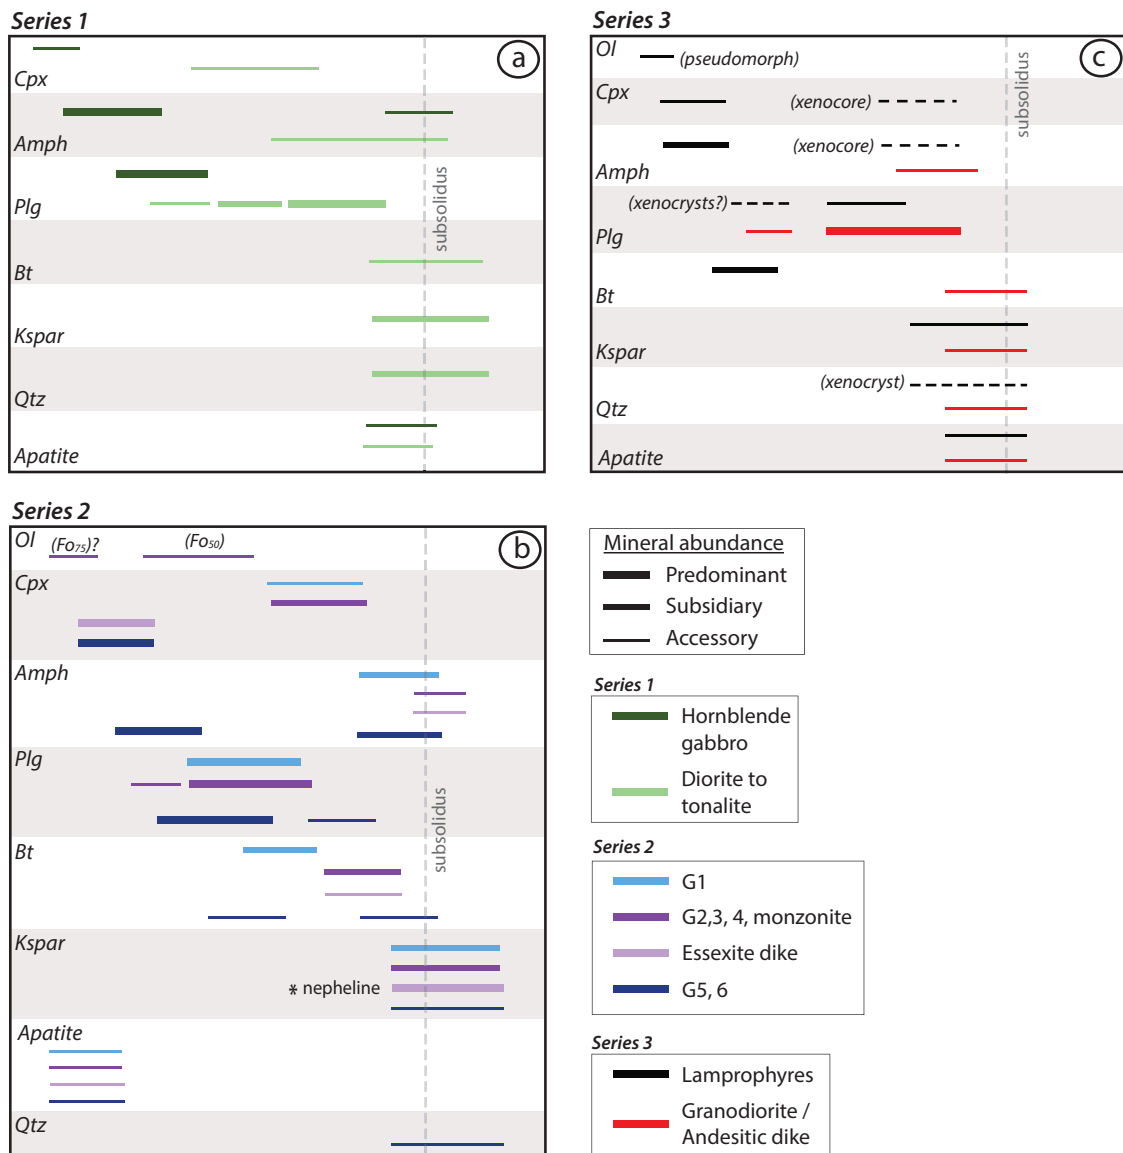 Series 1
a
Cpx
Amph
Plg
Bt
Kspar
Qtz
Apatite
subsolidus
Series 3
c
Ol
(pseudomorph)
Cpx
(xenocore)
(xenocore)
Amph
(xenocrysts?)
Plg
Bt
Kspar
(xenocryst)
Qtz
Apatite
subsolidus
Series 2
b
Ol
(Fo75)?
(Fo50)
Cpx
Amph
Plg
Bt
Kspar
* nepheline
Apatite
Qtz
subsolidus
Mineral abundance
Predominant
Subsidiary
Accessory
Series 1
Hornblende
gabbro
Diorite to
tonalite
Series 2
G1
G2,3, 4, monzonite
Essexite dike
G5, 6
Series 3
Lamprophyres
Granodiorite /
Andesitic dike